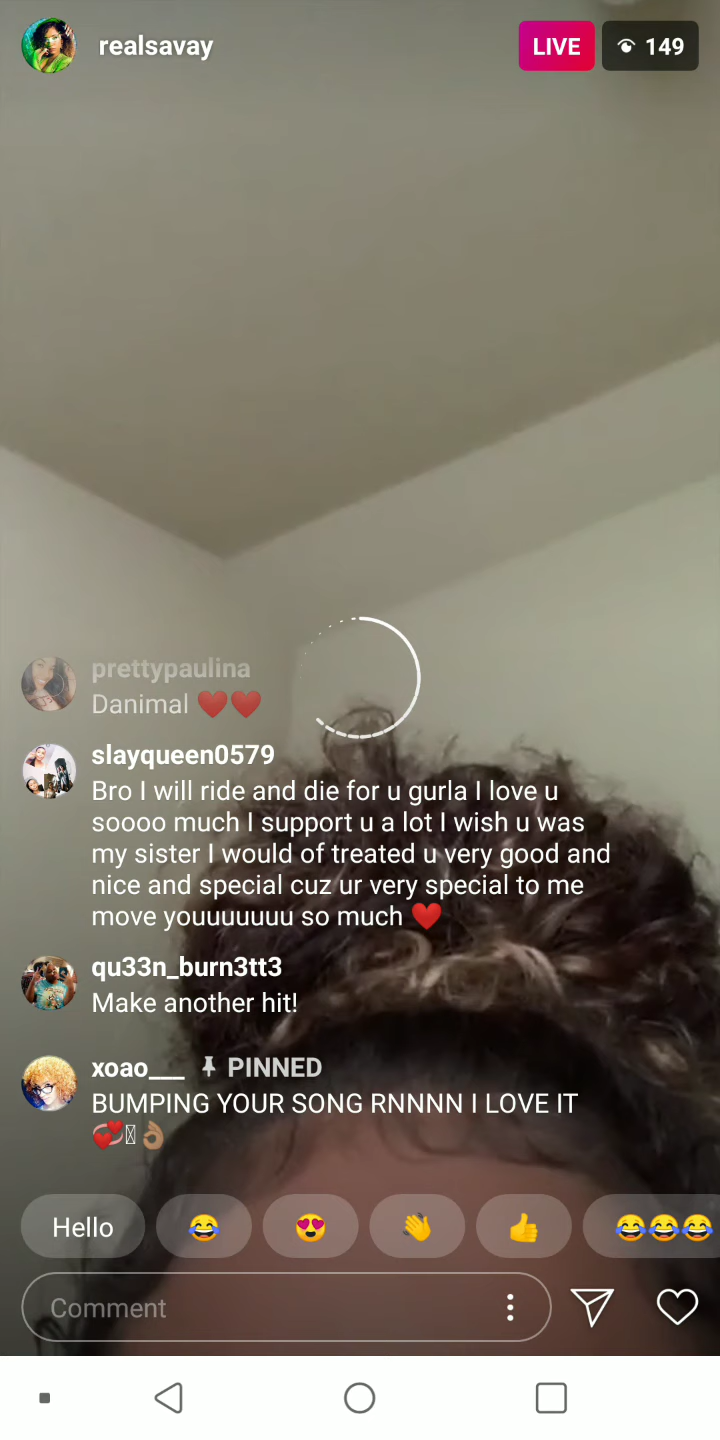 realsavay
LIVE
149
prettypaulina
Danimal ❤️❤️
slayqueen0579
Bro I will ride and die for u gurla I love u
soooo much I support u a lot I wish u was
my sister I would of treated u very good and
nice and special cuz ur very special to me
move youuuuuuu so much ❤️
qu33n_burn3tt3
Make another hit!
xoao___ PINNED
BUMPING YOUR SONG RNNNN I LOVE IT
💞👌🏽
Hello 😂 😍 👋 👍 😂😂😂
Comment